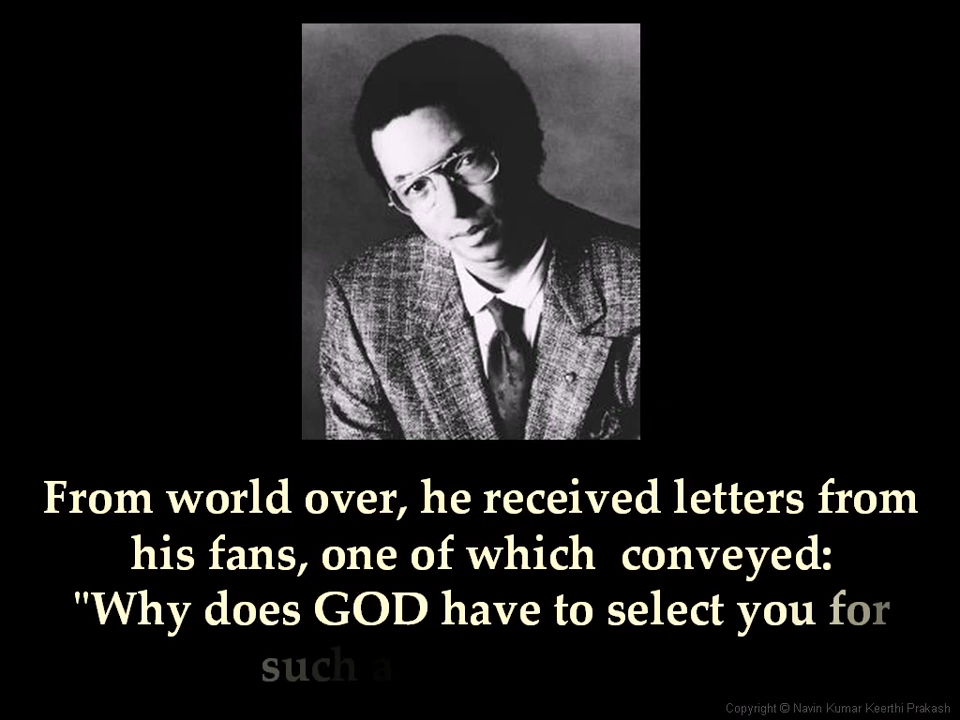 From world over, he received letters from
his fans, one of which conveyed:
"Why does GOD have to select you for
such a
Copyright © Navin Kumar Keerthi Prakash